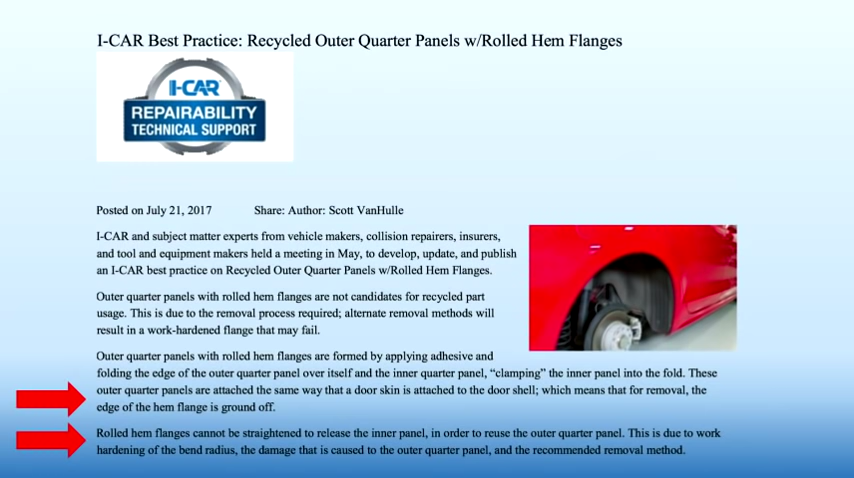 I-CAR Best Practice: Recycled Outer Quarter Panels w/Rolled Hem Flanges
I-CAR
REPAIRABILITY
TECHNICAL SUPPORT
Posted on July 21, 2017 Share: Author: Scott VanHulle
I-CAR and subject matter experts from vehicle makers, collision repairers, insurers,
and tool and equipment makers held a meeting in May, to develop, update, and publish
an I-CAR best practice on Recycled Outer Quarter Panels w/Rolled Hem Flanges.
Outer quarter panels with rolled hem flanges are not candidates for recycled part
usage. This is due to the removal process required; alternate removal methods will
result in a work-hardened flange that may fail.
Outer quarter panels with rolled hem flanges are formed by applying adhesive and
folding the edge of the outer quarter panel over itself and the inner quarter panel, “clamping” the inner panel into the fold. These
outer quarter panels are attached the same way that a door skin is attached to the door shell; which means that for removal, the
edge of the hem flange is ground off.
Rolled hem flanges cannot be straightened to release the inner panel, in order to reuse the outer quarter panel. This is due to work
hardening of the bend radius, the damage that is caused to the outer quarter panel, and the recommended removal method.